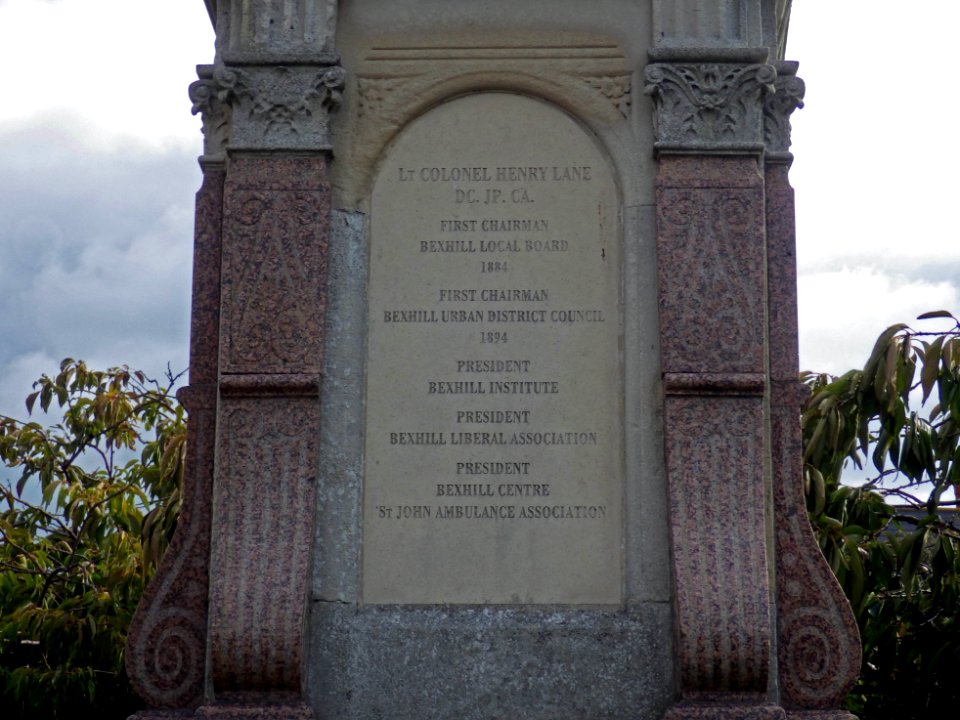 LT COLONEL HENRY LANE
DC. JP. CA.
FIRST CHAIRMAN
BEXHILL LOCAL BOARD
1884
FIRST CHAIRMAN
BEXHILL URBAN DISTRICT COUNCIL
1894
PRESIDENT
BEXHILL INSTITUTE
PRESIDENT
BEXHILL LIBERAL ASSOCIATION
PRESIDENT
BEXHILL CENTRE
ST JOHN AMBULANCE ASSOCIATION